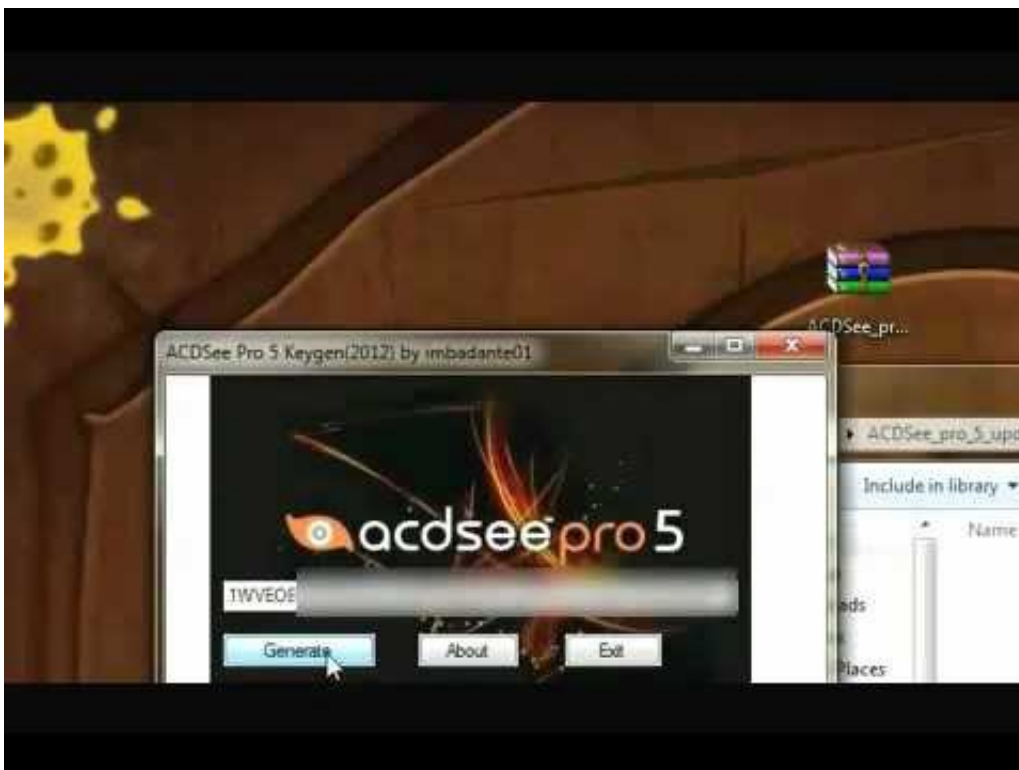 ACDSee_pr...
ACDSee Pro 5 Keygen(2012) by imbadante01
ACDSee_pro_5_upd
Include in library
Name
acdsee pro 5
1WVEOE
ads
Generate
About
Exit
Places